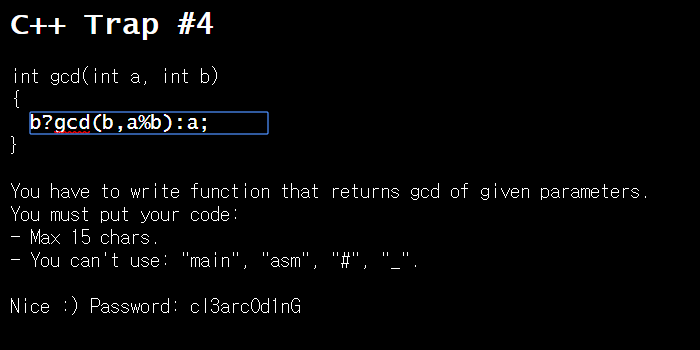 C++ Trap #4
int gcd(int a, int b)
{
b?gcd(b,a%b):a;
}
You have to write function that returns gcd of given parameters.
You must put your code:
- Max 15 chars.
- You can't use: "main", "asm", "#", "_".
Nice :) Password: cl3arc0d1nG